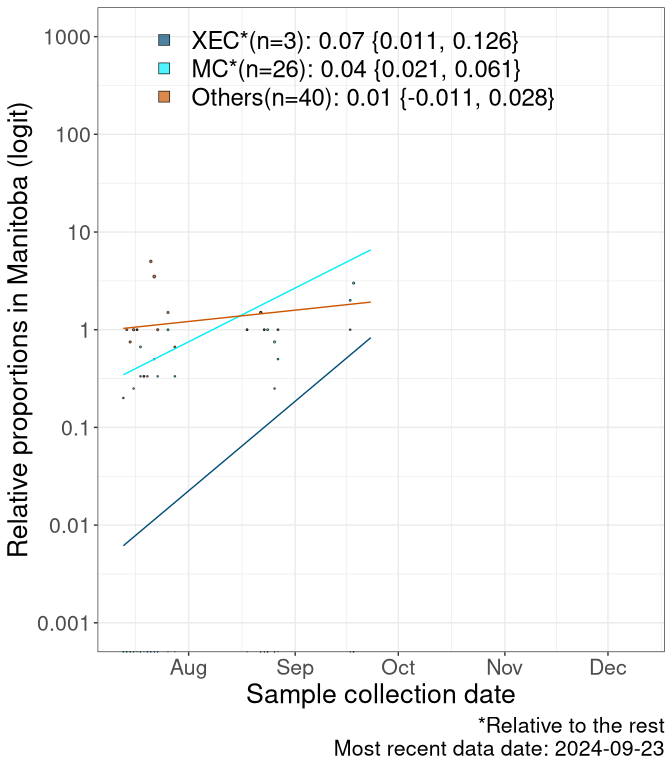 XEC*(n=3): 0.07 {0.011, 0.126}
MC*(n=26): 0.04 {0.021, 0.061}
Others(n=40): 0.01 {-0.011, 0.028}
Relative proportions in Manitoba (logit)
1000
100
10
1
0.1
0.01
0.001
Aug Sep Oct Nov Dec
Sample collection date
*Relative to the rest
Most recent data date: 2024-09-23